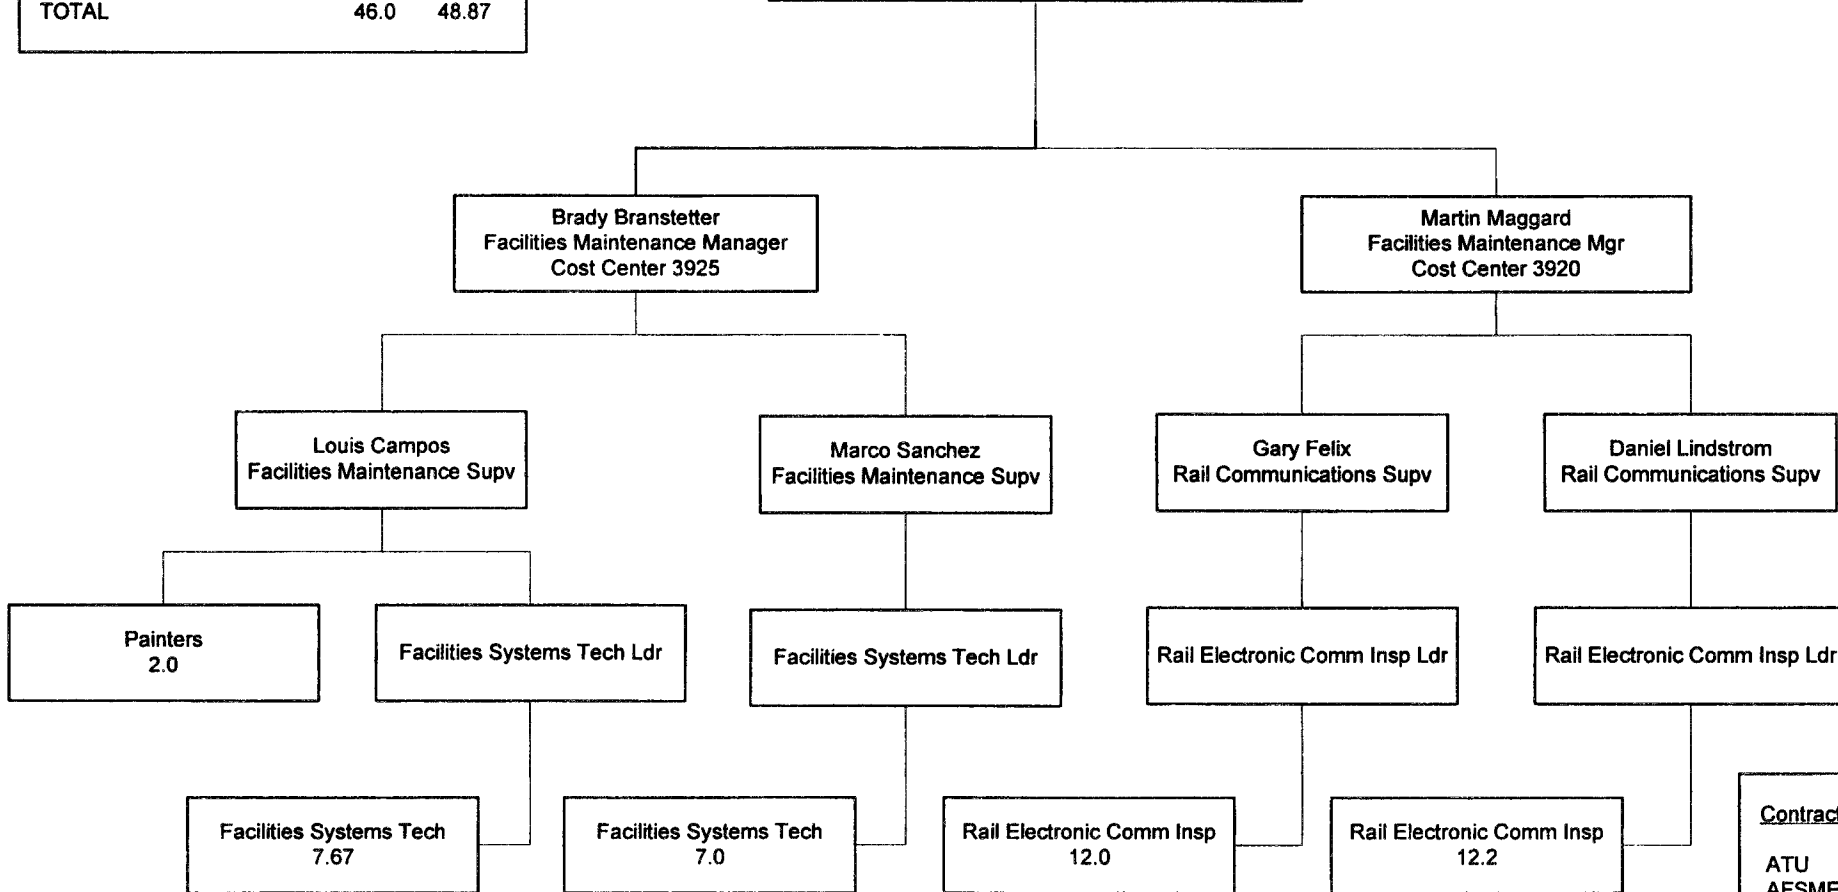 TOTAL 46.0 48.87
Brady Branstetter
Facilities Maintenance Manager
Cost Center 3925
Martin Maggard
Facilities Maintenance Mgr
Cost Center 3920
Louis Campos
Facilities Maintenance Supv
Marco Sanchez
Facilities Maintenance Supv
Gary Felix
Rail Communications Supv
Daniel Lindstrom
Rail Communications Supv
Painters
2.0
Facilities Systems Tech Ldr
Facilities Systems Tech Ldr
Rail Electronic Comm Insp Ldr
Rail Electronic Comm Insp Ldr
Facilities Systems Tech
7.67
Facilities Systems Tech
7.0
Rail Electronic Comm Insp
12.0
Rail Electronic Comm Insp
12.2
Contract
ATU